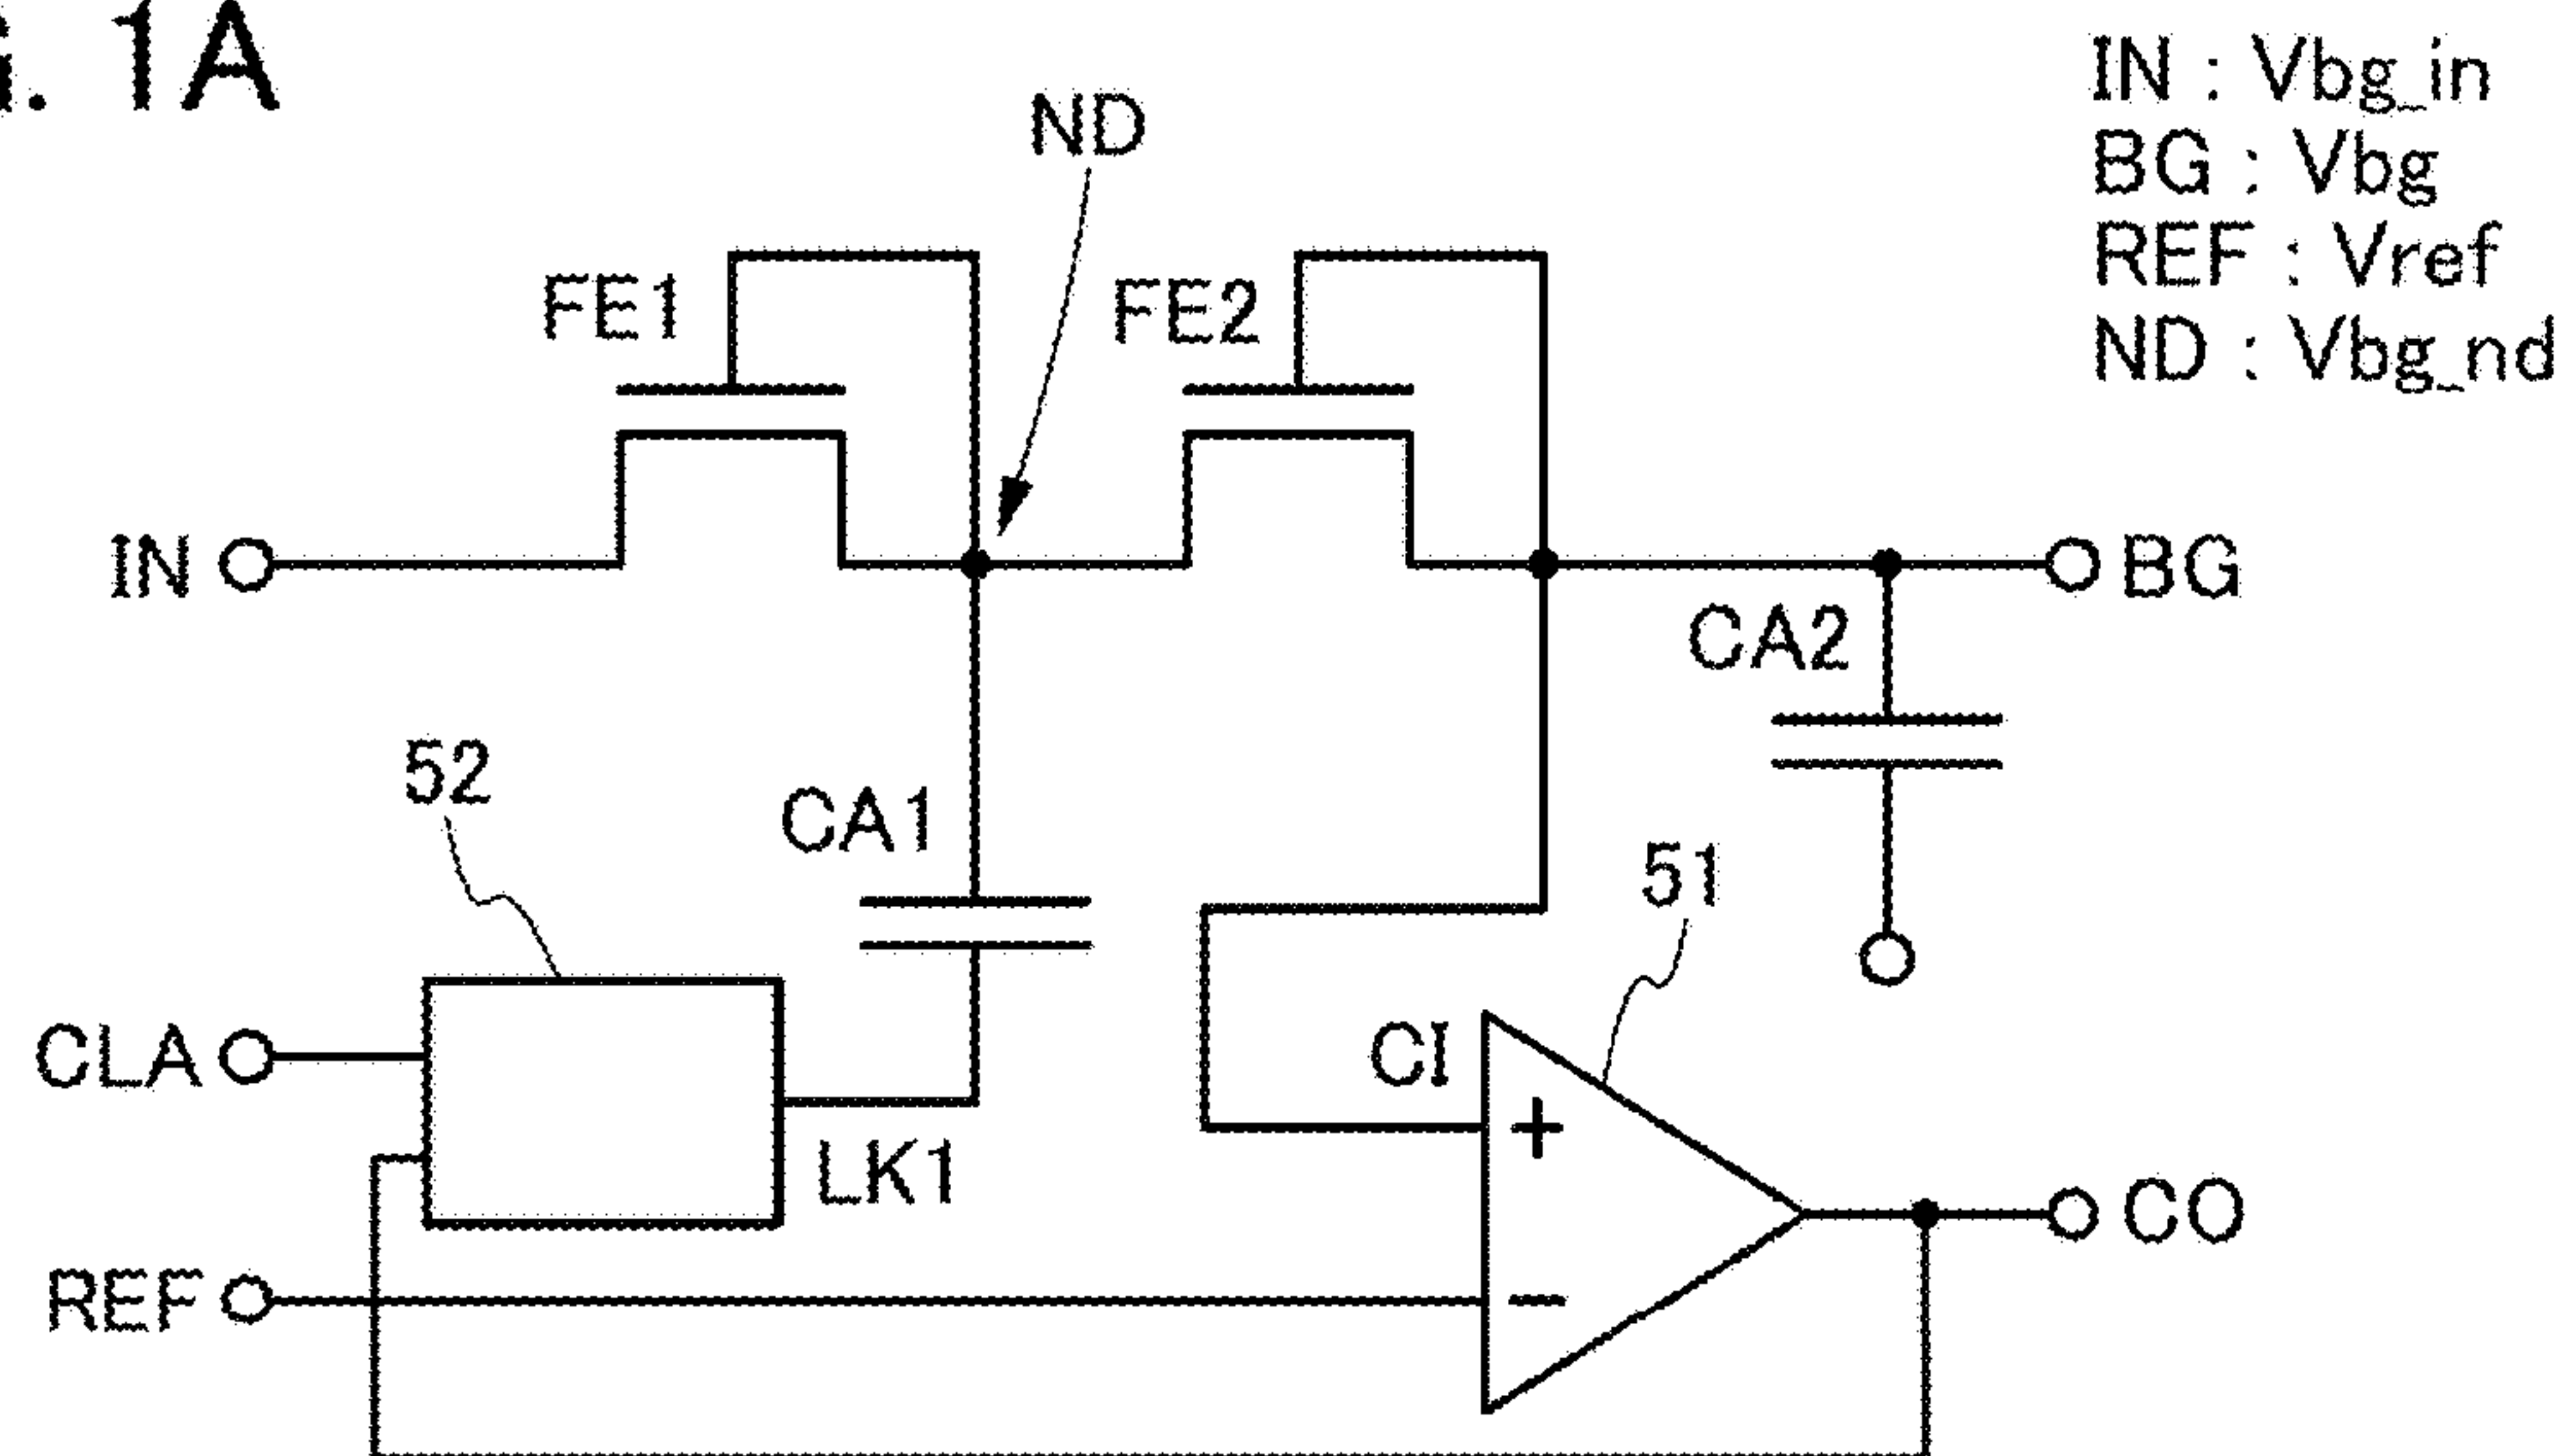 . 1A
IN : Vbg_in
BG : Vbg
REF : Vref
ND : Vbg_nd
ND
FE1
FE2
IN
BG
CA2
52
CA1
51
CLA
CI
+
LK1
CO
REF
−